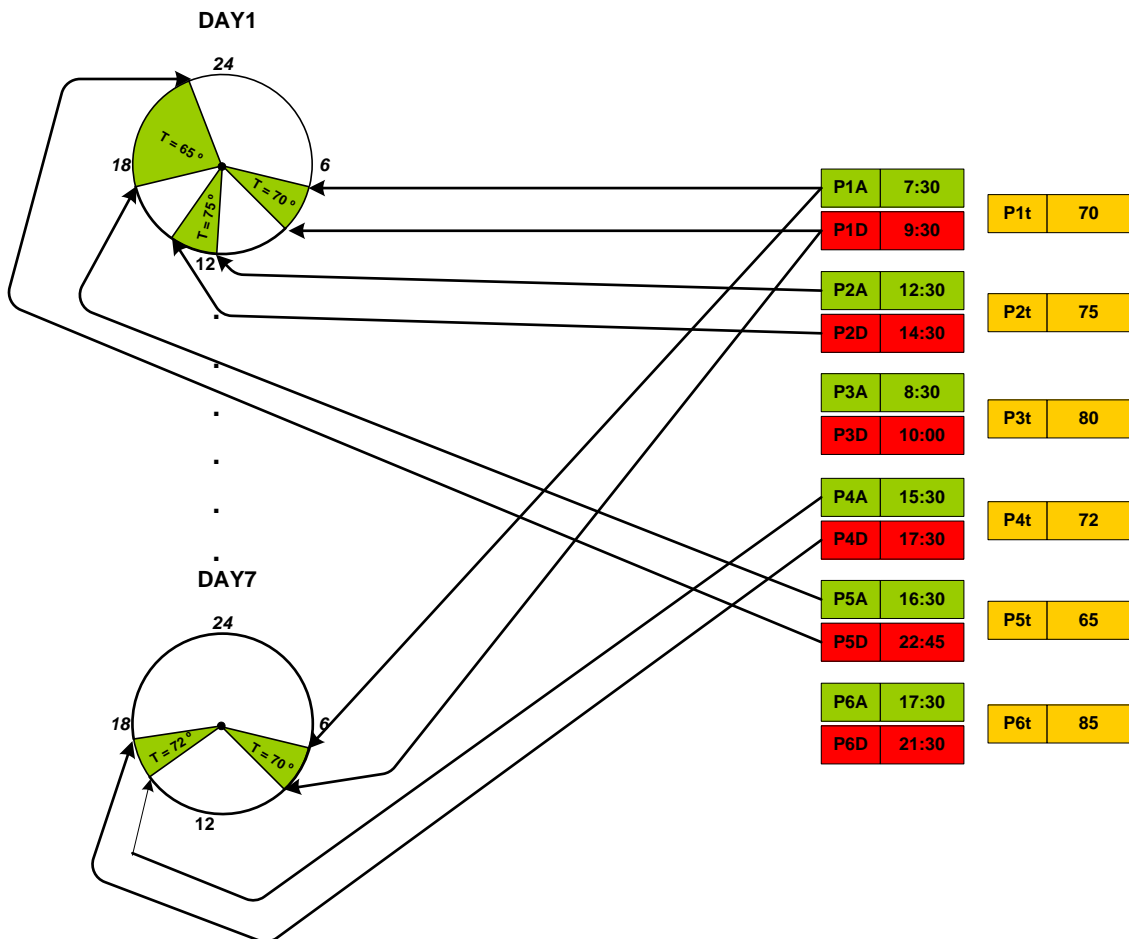 DAY1
24
T = 65 º
18
6
T = 70 º
T = 75 º
12
P1A 7:30
P1D 9:30
P1t 70
P2A 12:30
P2D 14:30
P2t 75
P3A 8:30
P3D 10:00
P3t 80
P4A 15:30
P4D 17:30
P4t 72
P5A 16:30
P5D 22:45
P5t 65
P6A 17:30
P6D 21:30
P6t 85
DAY7
24
18
6
T = 72 º
T = 70 º
12